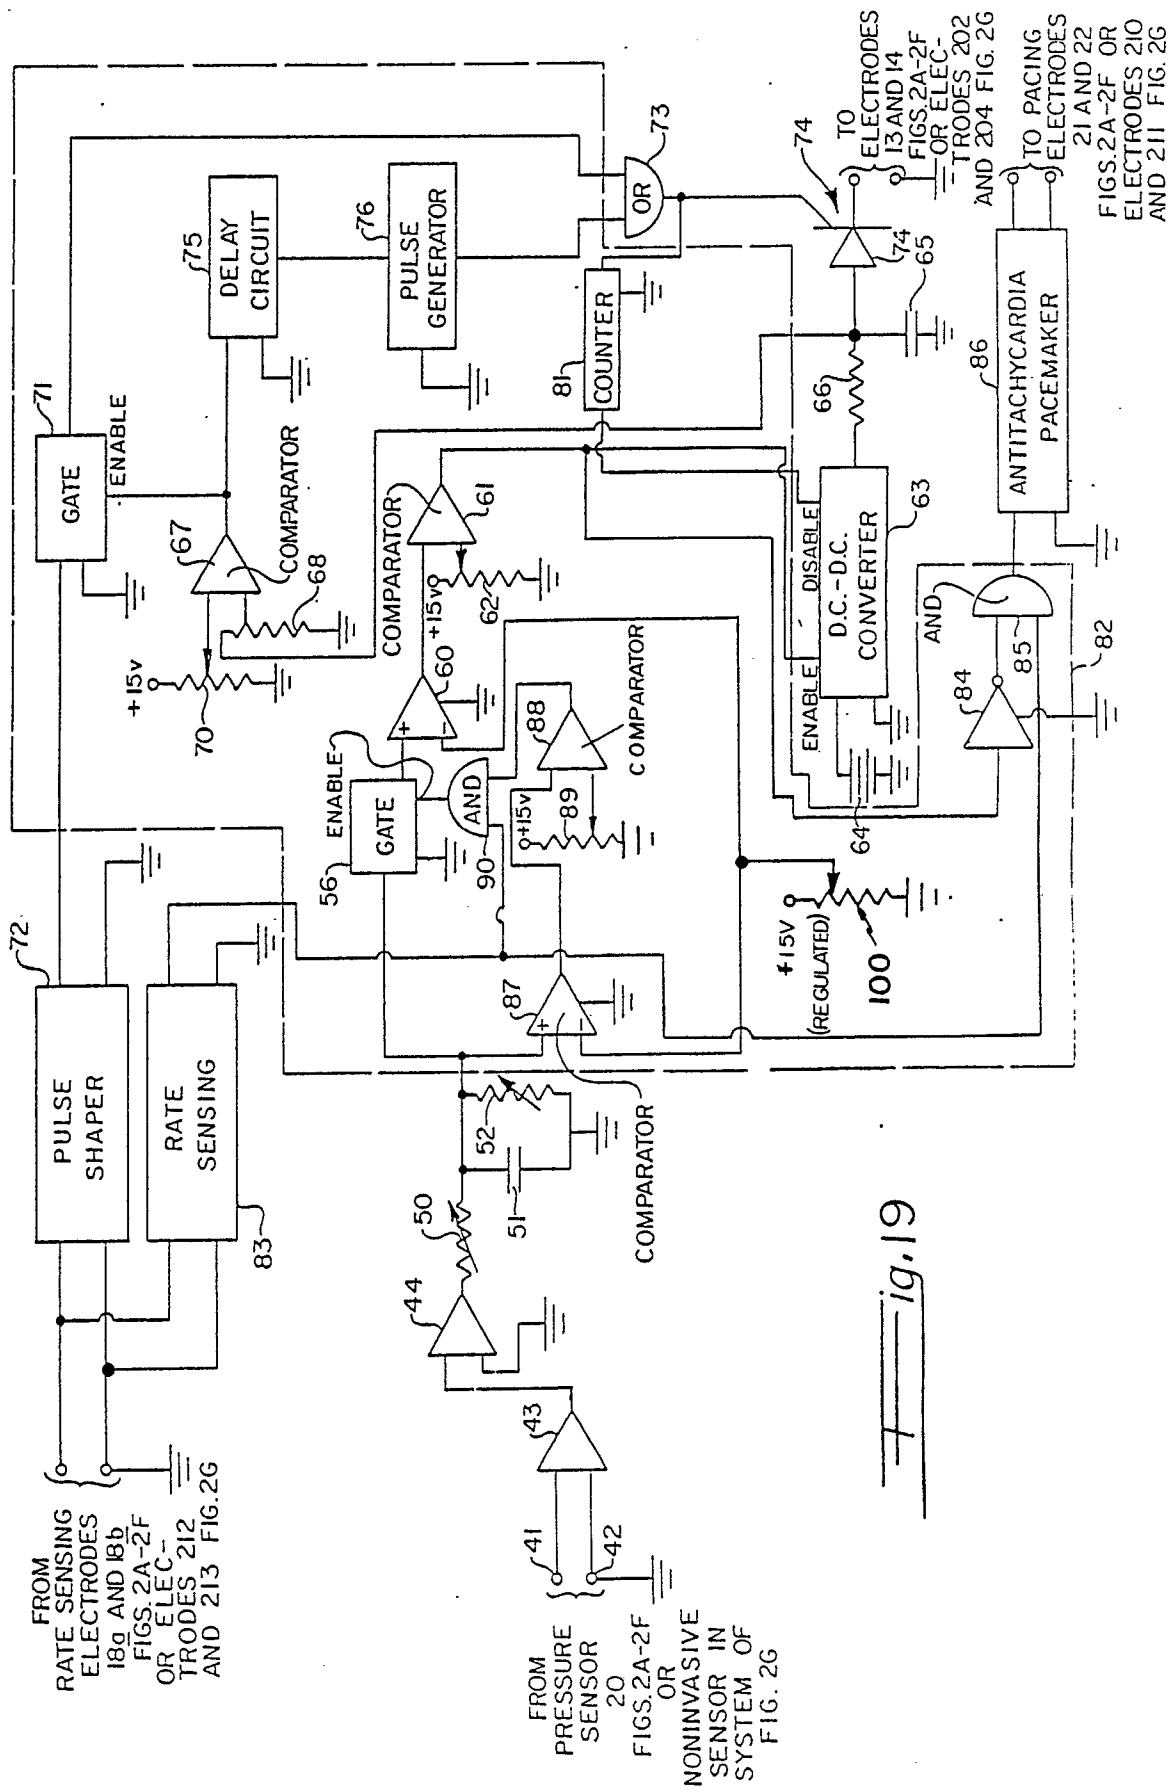 FROM
RATE SENSING
ELECTRODES
18a AND 18b
FIGS. 2A-2F
OR ELEC-
TRODES 212
AND 213 FIG. 2G
72
PULSE
SHAPER
RATE
SENSING
83
71
GATE
ENABLE
75
DELAY
CIRCUIT
76
PULSE
GENERATOR
73
OR
+15v
70
67
COMPARATOR
68
81
COUNTER
74
74
65
66
TO
ELECTRODES
13 AND 14
FIGS. 2A-2F
OR ELEC-
TRODES 202
AND 204 FIG. 2G
FROM
PRESSURE
SENSOR
20
FIGS. 2A-2F
OR
NONINVASIVE
SENSOR IN
SYSTEM OF
FIG. 2G
41
42
43
44
50
51
52
COMPARATOR
87
+
-
56
GATE
ENABLE
AND
90
+
-
60
+15v
62
COMPARATOR
61
+15v
89
88
COMPARATOR
ENABLE
DISABLE
D.C.-D.C.
CONVERTER
63
64
+15V
(REGULATED)
100
84
AND
85
82
86
ANTITACHYCARDIA
PACEMAKER
TO PACING
ELECTRODES
21 AND 22
FIGS. 2A-2F OR
ELECTRODES 210
AND 211 FIG. 2G
Fig. 19